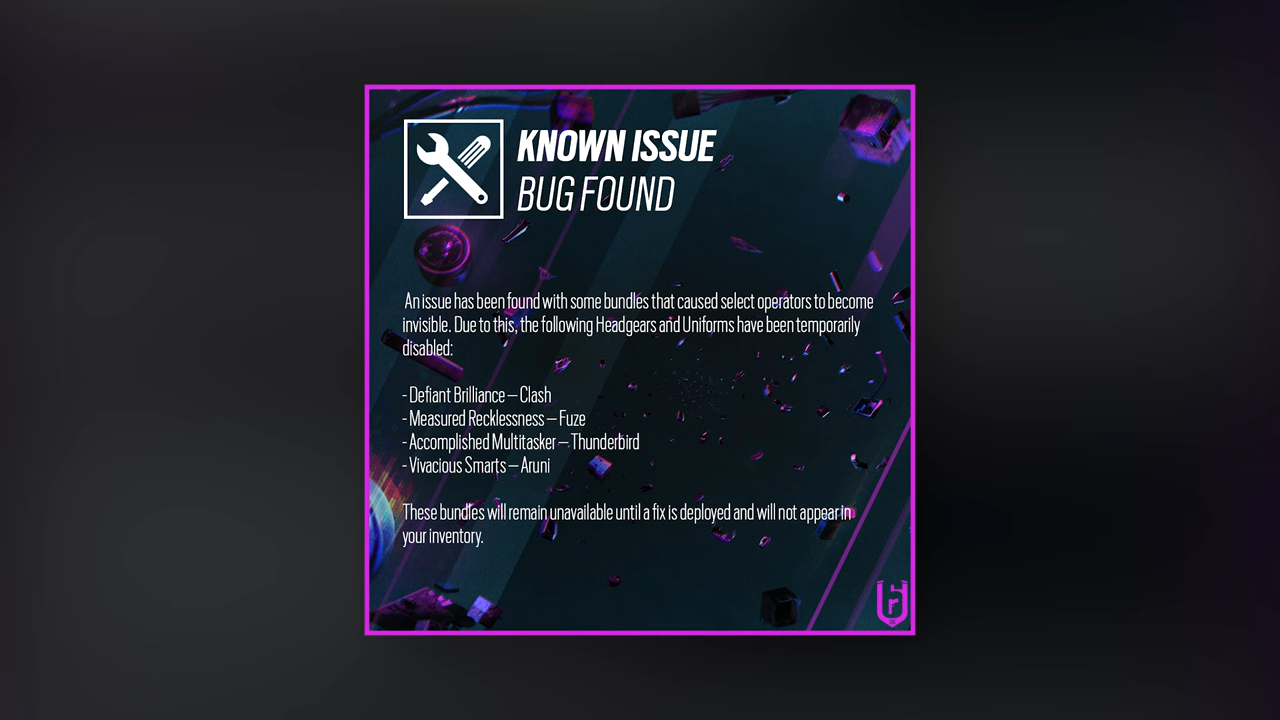 KNOWN ISSUE
BUG FOUND
An issue has been found with some bundles that caused select operators to become
invisible. Due to this, the following Headgears and Uniforms have been temporarily
disabled:
- Defiant Brilliance – Clash
- Measured Recklessness – Fuze
- Accomplished Multitasker – Thunderbird
- Vivacious Smarts – Aruni
These bundles will remain unavailable until a fix is deployed and will not appear in
your inventory.